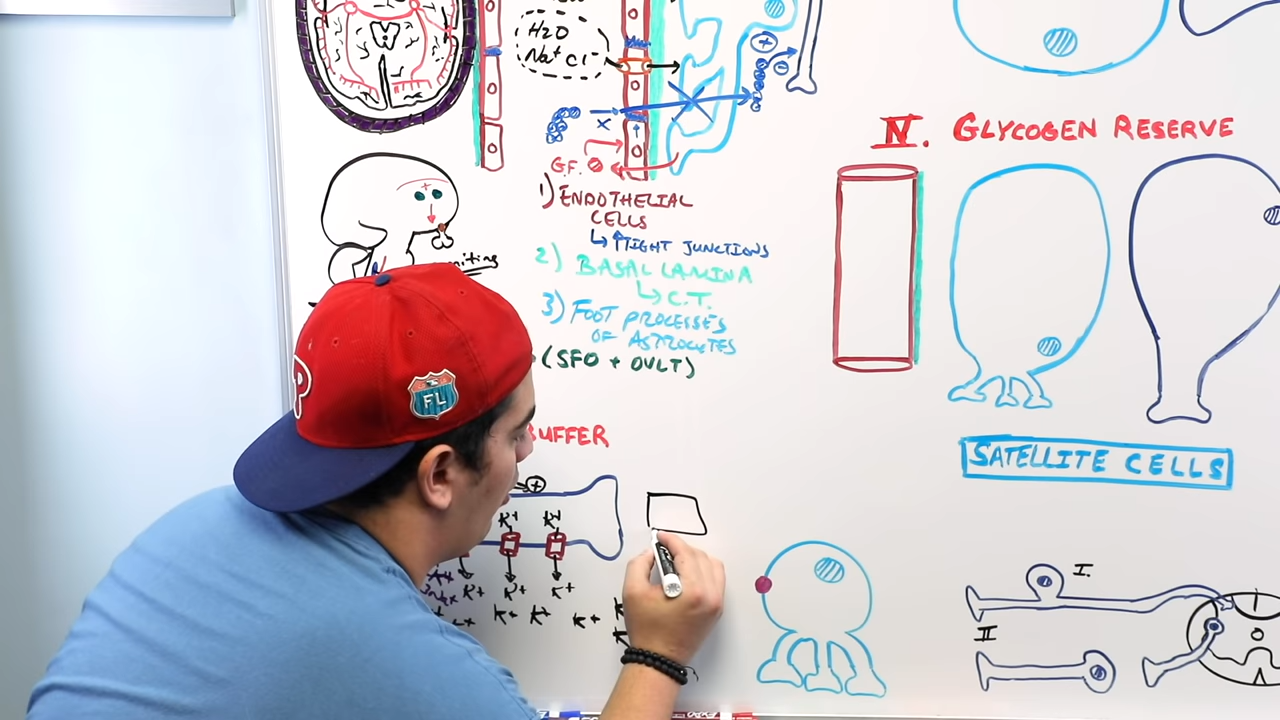 H2O
Na+ Cl-
+
-
X
G.F.
1) ENDOTHELIAL
CELLS
↳ ↑TIGHT JUNCTIONS
2) BASAL LAMINA
↳ C.T.
3) FOOT PROCESSES
OF ASTROCYTES
(SFO + OVLT)
IV. GLYCOGEN RESERVE
SATELLITE CELLS
P
FL
BUFFER
+
K+ K+
K+ K+ K+
K+ K+ K+
I.
II